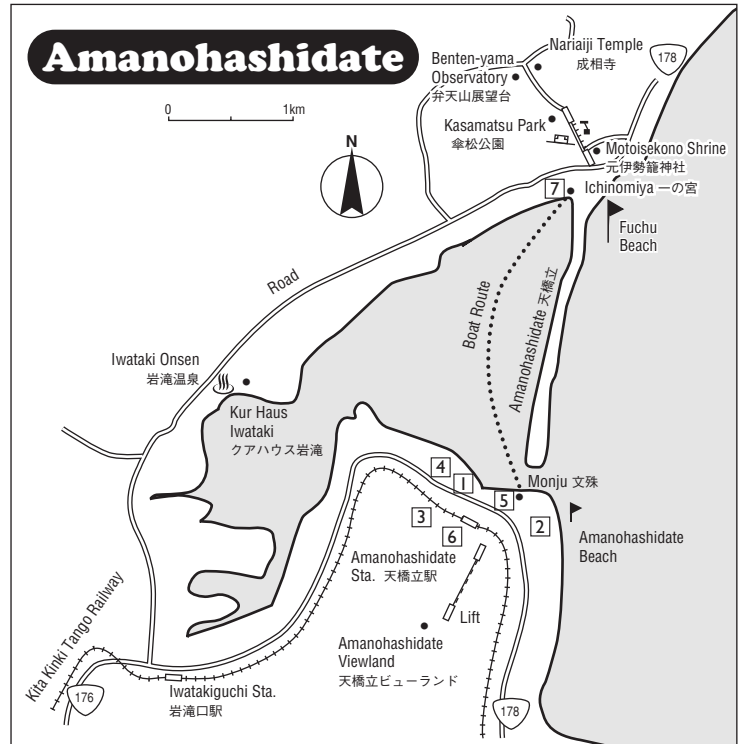 Amanohashidate
0
1km
N
Nariaiji Temple
成相寺
178
Benten-yama
Observatory
弁天山展望台
Kasamatsu Park
傘松公園
Motoisekono Shrine
元伊勢籠神社
7
Ichinomiya 一の宮
Fuchu
Beach
Road
Boat Route
Amanohashidate 天橋立
Iwataki Onsen
岩滝温泉
Kur Haus
Iwataki
クアハウス岩滝
4
1
5
Monju 文殊
3
6
2
Amanohashidate
Beach
Amanohashidate
Sta. 天橋立駅
Lift
Amanohashidate
Viewland
天橋立ビューランド
Kita Kinki Tango Railway
176
Iwatakiguchi Sta.
岩滝口駅
178